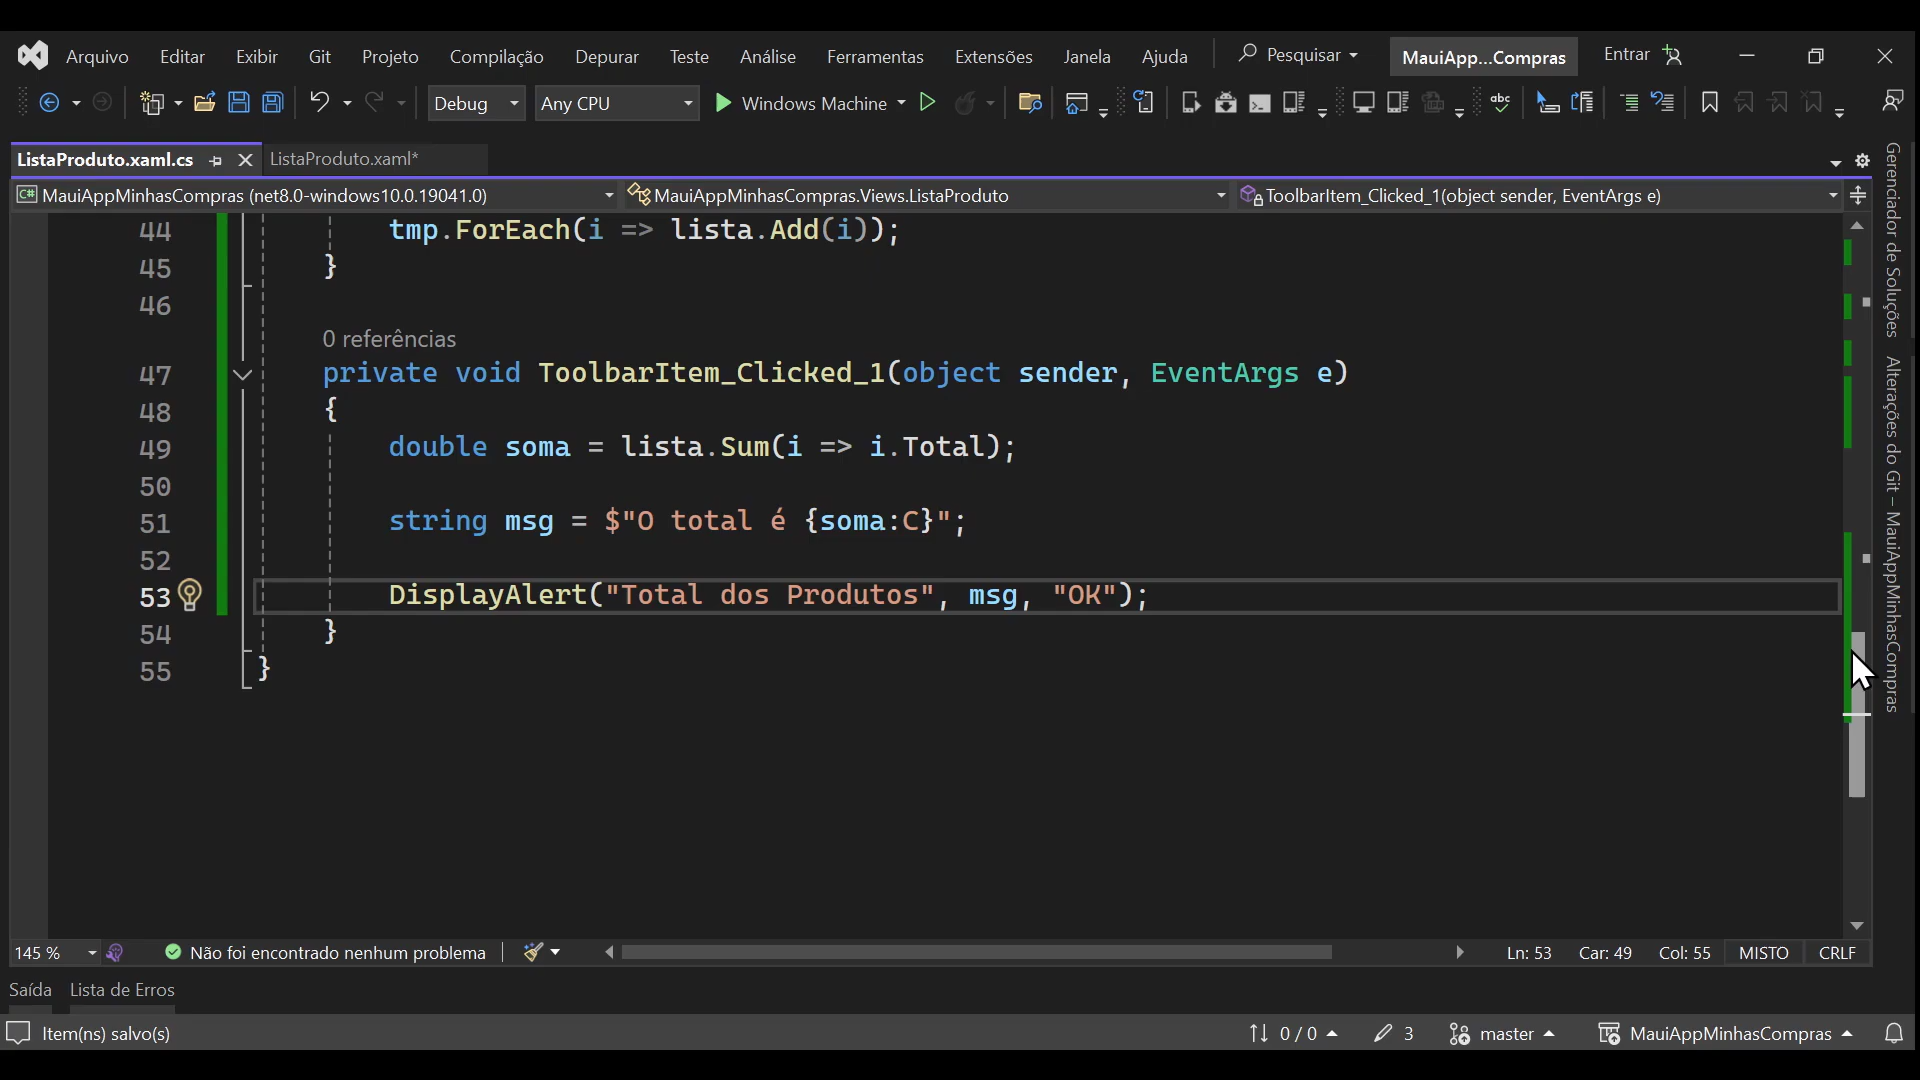 Arquivo Editar Exibir Git Projeto Compilação Depurar Teste Análise Ferramentas Extensões Janela Ajuda Pesquisar MauiApp...Compras Entrar
Debug Any CPU Windows Machine abc
ListaProduto.xaml.cs ListaProduto.xaml*
C# MauiAppMinhasCompras (net8.0-windows10.0.19041.0) MauiAppMinhasCompras.Views.ListaProduto ToolbarItem_Clicked_1(object sender, EventArgs e)
44 tmp.ForEach(i => lista.Add(i));
45 }
46
0 referências
47 private void ToolbarItem_Clicked_1(object sender, EventArgs e)
48 {
49 double soma = lista.Sum(i => i.Total);
50
51 string msg = $"O total é {soma:C}";
52
53 DisplayAlert("Total dos Produtos", msg, "OK");
54 }
55 }
Gerenciador de Soluções
Alterações do Git – MauiAppMinhasCompras
145 % Não foi encontrado nenhum problema Ln: 53 Car: 49 Col: 55 MISTO CRLF
Saída Lista de Erros
Item(ns) salvo(s) 0 / 0 3 master MauiAppMinhasCompras